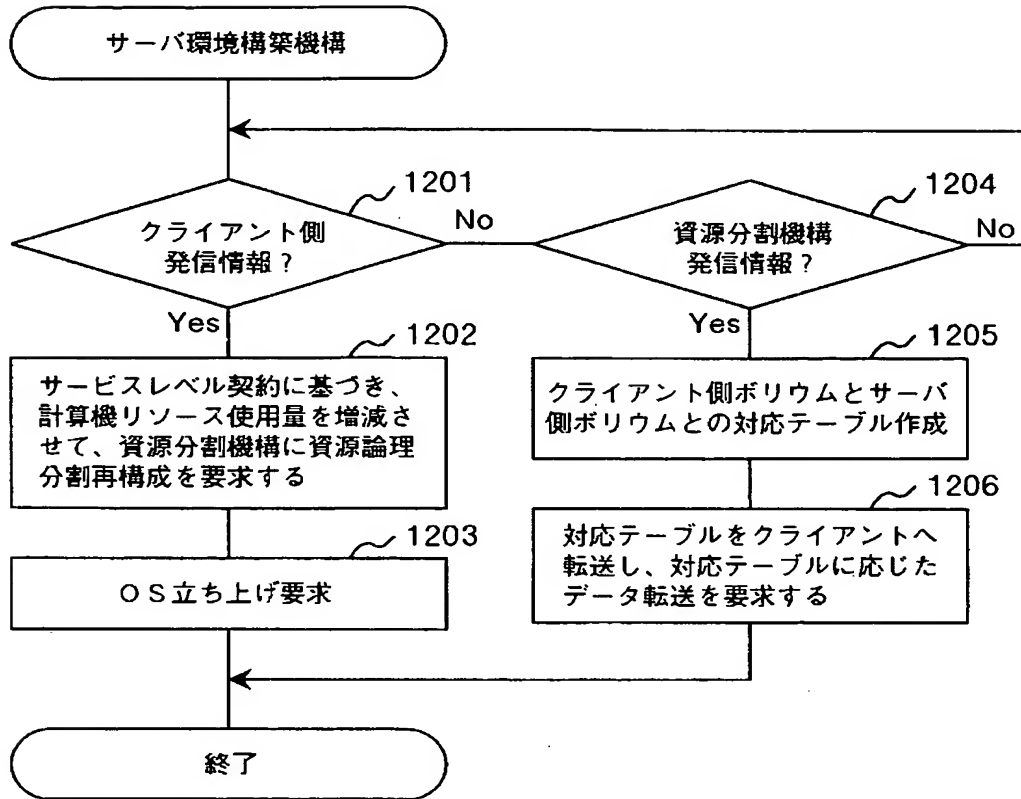 サーバ環境構築機構
1201
クライアント側
発信情報?
No
Yes
1202
サービスレベル契約に基づき、
計算機リソース使用量を増減さ
せて、資源分割機構に資源論理
分割再構成を要求する
1203
OS立ち上げ要求
1204
資源分割機構
発信情報?
No
Yes
1205
クライアント側ボリウムとサーバ
側ボリウムとの対応テーブル作成
1206
対応テーブルをクライアントへ
転送し、対応テーブルに応じた
データ転送を要求する
終了